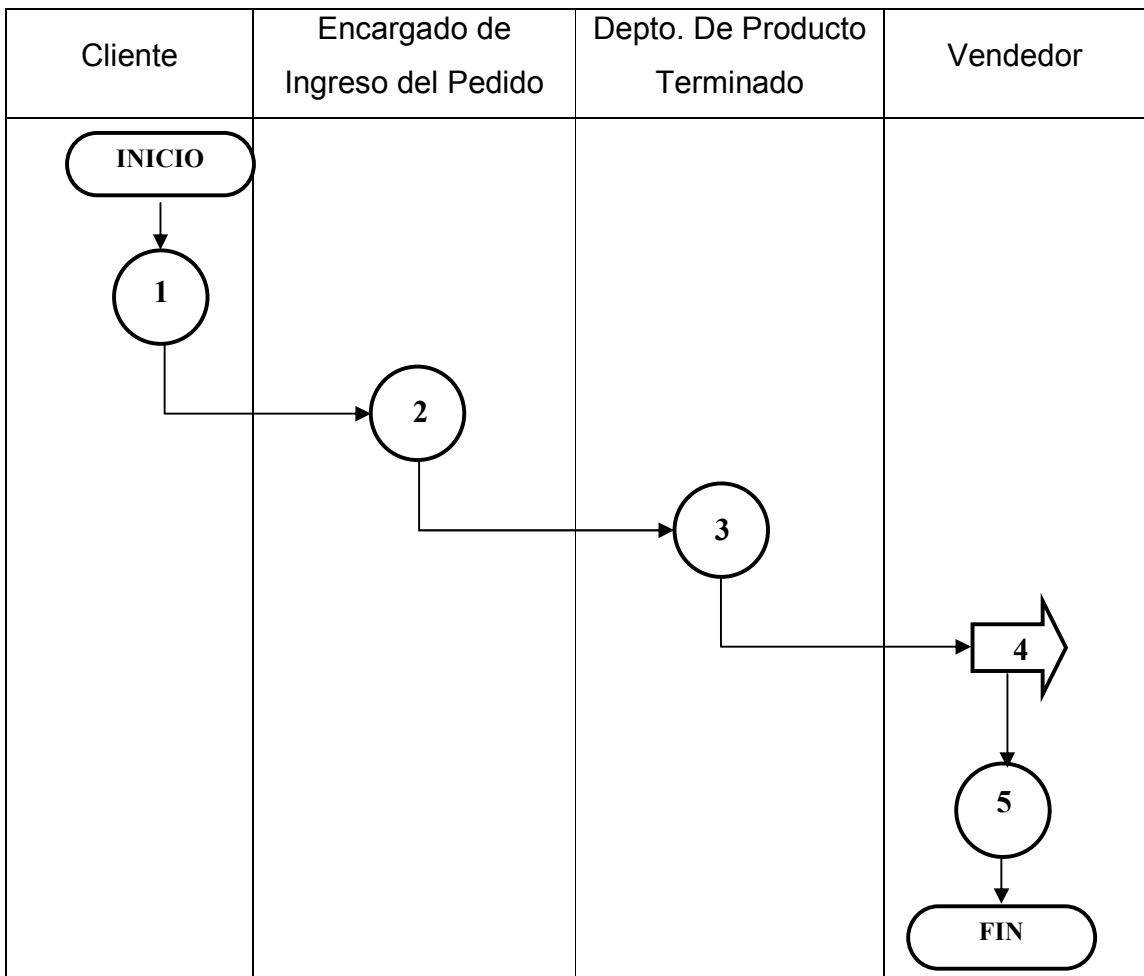 Cliente
Encargado de
Ingreso del Pedido
Depto. De Producto
Terminado
Vendedor
INICIO
1
2
3
4
5
FIN